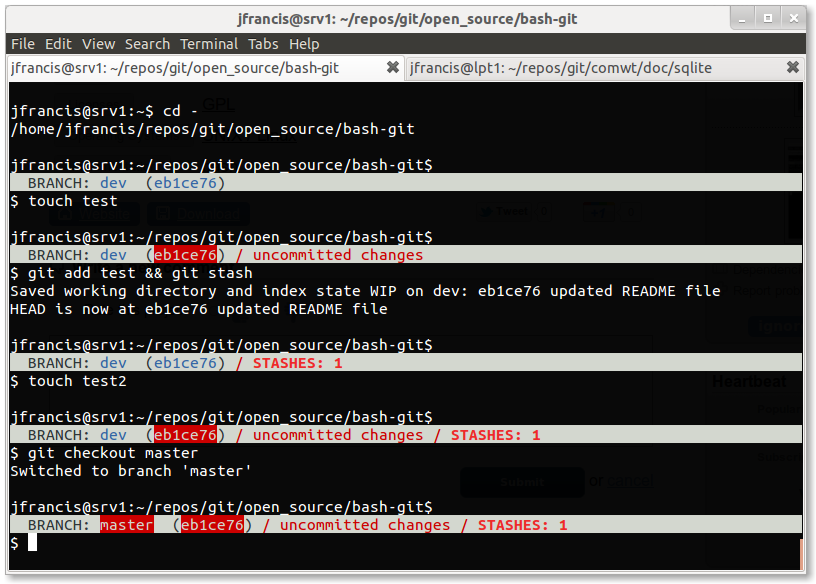 jfrancis@srv1: ~/repos/git/open_source/bash-git
File Edit View Search Terminal Tabs Help
jfrancis@srv1: ~/repos/git/open_source/bash-git jfrancis@lpt1: ~/repos/git/comwt/doc/sqlite
jfrancis@srv1:~$ cd -
/home/jfrancis/repos/git/open_source/bash-git
jfrancis@srv1:~/repos/git/open_source/bash-git$
BRANCH: dev (eb1ce76)
$ touch test
jfrancis@srv1:~/repos/git/open_source/bash-git$
BRANCH: dev (eb1ce76) / uncommitted changes
$ git add test && git stash
Saved working directory and index state WIP on dev: eb1ce76 updated README file
HEAD is now at eb1ce76 updated README file
jfrancis@srv1:~/repos/git/open_source/bash-git$
BRANCH: dev (eb1ce76) / STASHES: 1
$ touch test2
jfrancis@srv1:~/repos/git/open_source/bash-git$
BRANCH: dev (eb1ce76) / uncommitted changes / STASHES: 1
$ git checkout master
Switched to branch 'master'
jfrancis@srv1:~/repos/git/open_source/bash-git$
BRANCH: master (eb1ce76) / uncommitted changes / STASHES: 1
$
GPL
Tweet
Heartbeat
Submit or cancel